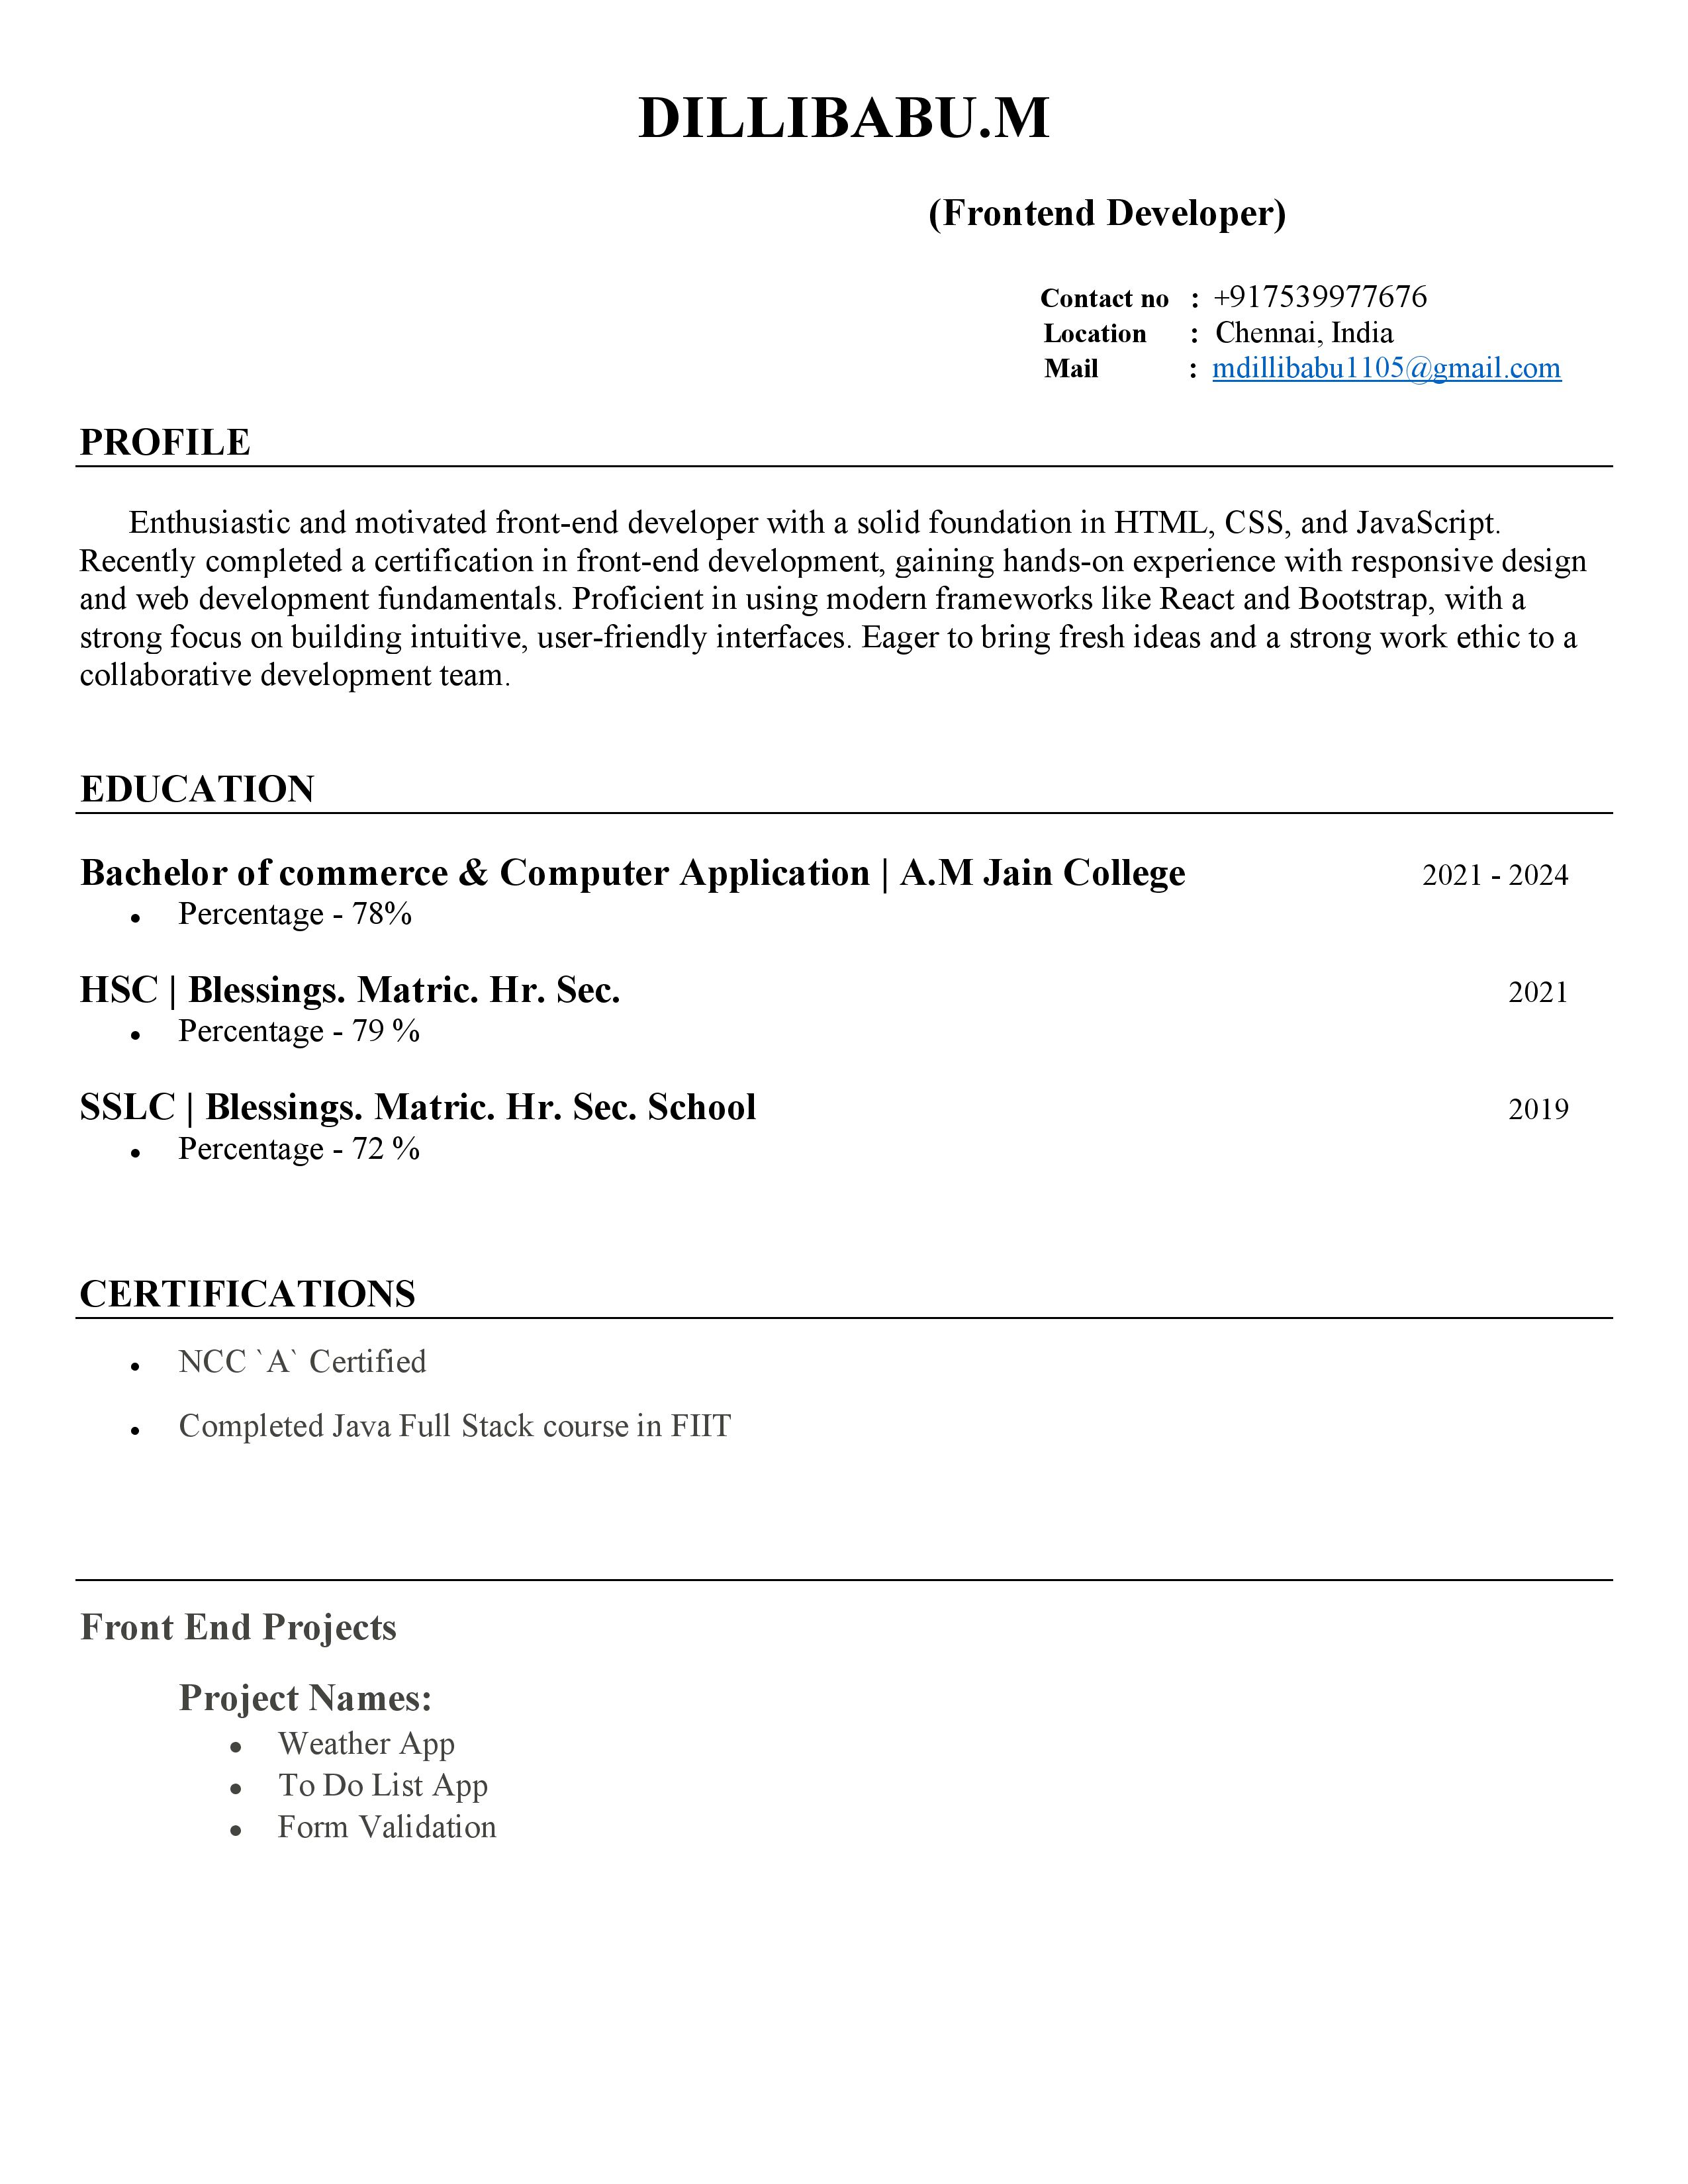 DILLIBABU.M
(Frontend Developer)
Contact no : +917539977676
Location : Chennai, India
Mail : mdillibabu1105@gmail.com
PROFILE
Enthusiastic and motivated front-end developer with a solid foundation in HTML, CSS, and JavaScript.
Recently completed a certification in front-end development, gaining hands-on experience with responsive design
and web development fundamentals. Proficient in using modern frameworks like React and Bootstrap, with a
strong focus on building intuitive, user-friendly interfaces. Eager to bring fresh ideas and a strong work ethic to a
collaborative development team.
EDUCATION
Bachelor of commerce & Computer Application | A.M Jain College 2021 - 2024
• Percentage - 78%
HSC | Blessings. Matric. Hr. Sec. 2021
• Percentage - 79 %
SSLC | Blessings. Matric. Hr. Sec. School 2019
• Percentage - 72 %
CERTIFICATIONS
• NCC `A` Certified
• Completed Java Full Stack course in FIIT
Front End Projects
Project Names:
• Weather App
• To Do List App
• Form Validation